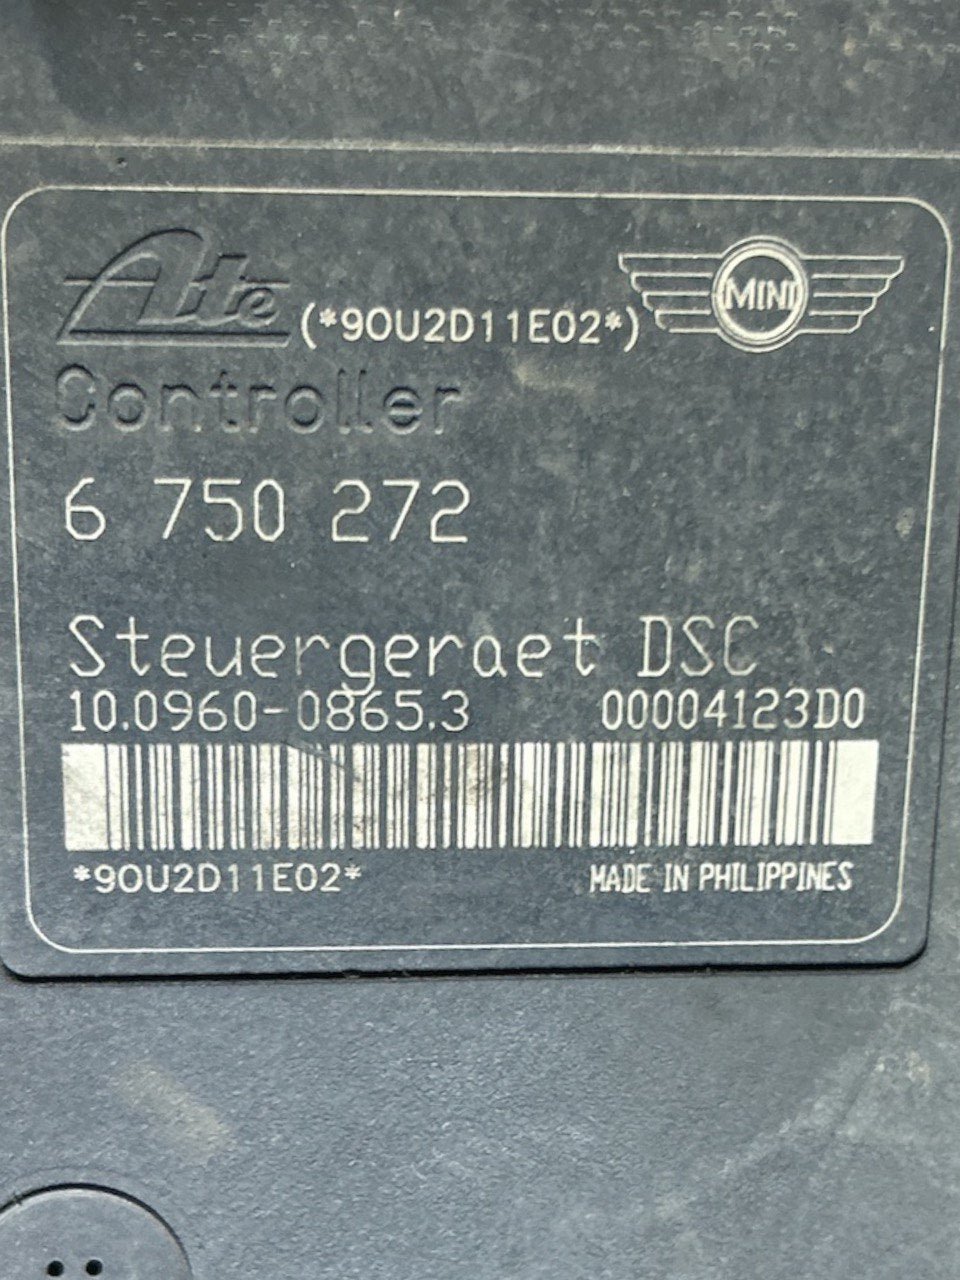 Ate (*90U2D11E02*) MINI
Controller
6 750 272
Steuergeraet DSC
10.0960-0865.3 00004123D0
*90U2D11E02* MADE IN PHILIPPINES